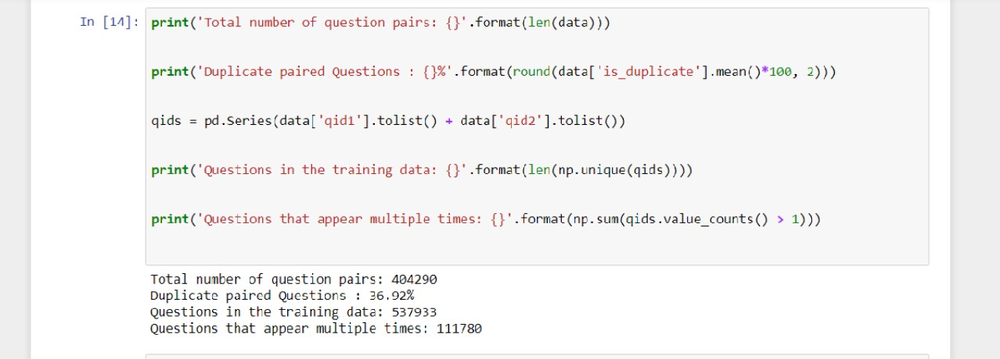 In [14]: print('Total number of question pairs: {}'.format(len(data)))
print('Duplicate paired Questions : {}%'.format(round(data['is_duplicate'].mean()*100, 2)))
qids = pd.Series(data['qid1'].tolist() + data['qid2'].tolist())
print('Questions in the training data: {}'.format(len(np.unique(qids))))
print('Questions that appear multiple times: {}'.format(np.sum(qids.value_counts() > 1)))
Total number of question pairs: 404290
Duplicate paired Questions : 36.92%
Questions in the training data: 537933
Questions that appear multiple times: 111780